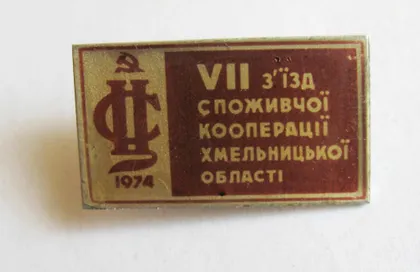 VII З'ЇЗД
СПОЖИВЧОЇ
КООПЕРАЦІЇ
ХМЕЛЬНИЦЬКОЇ
ОБЛАСТІ
1974